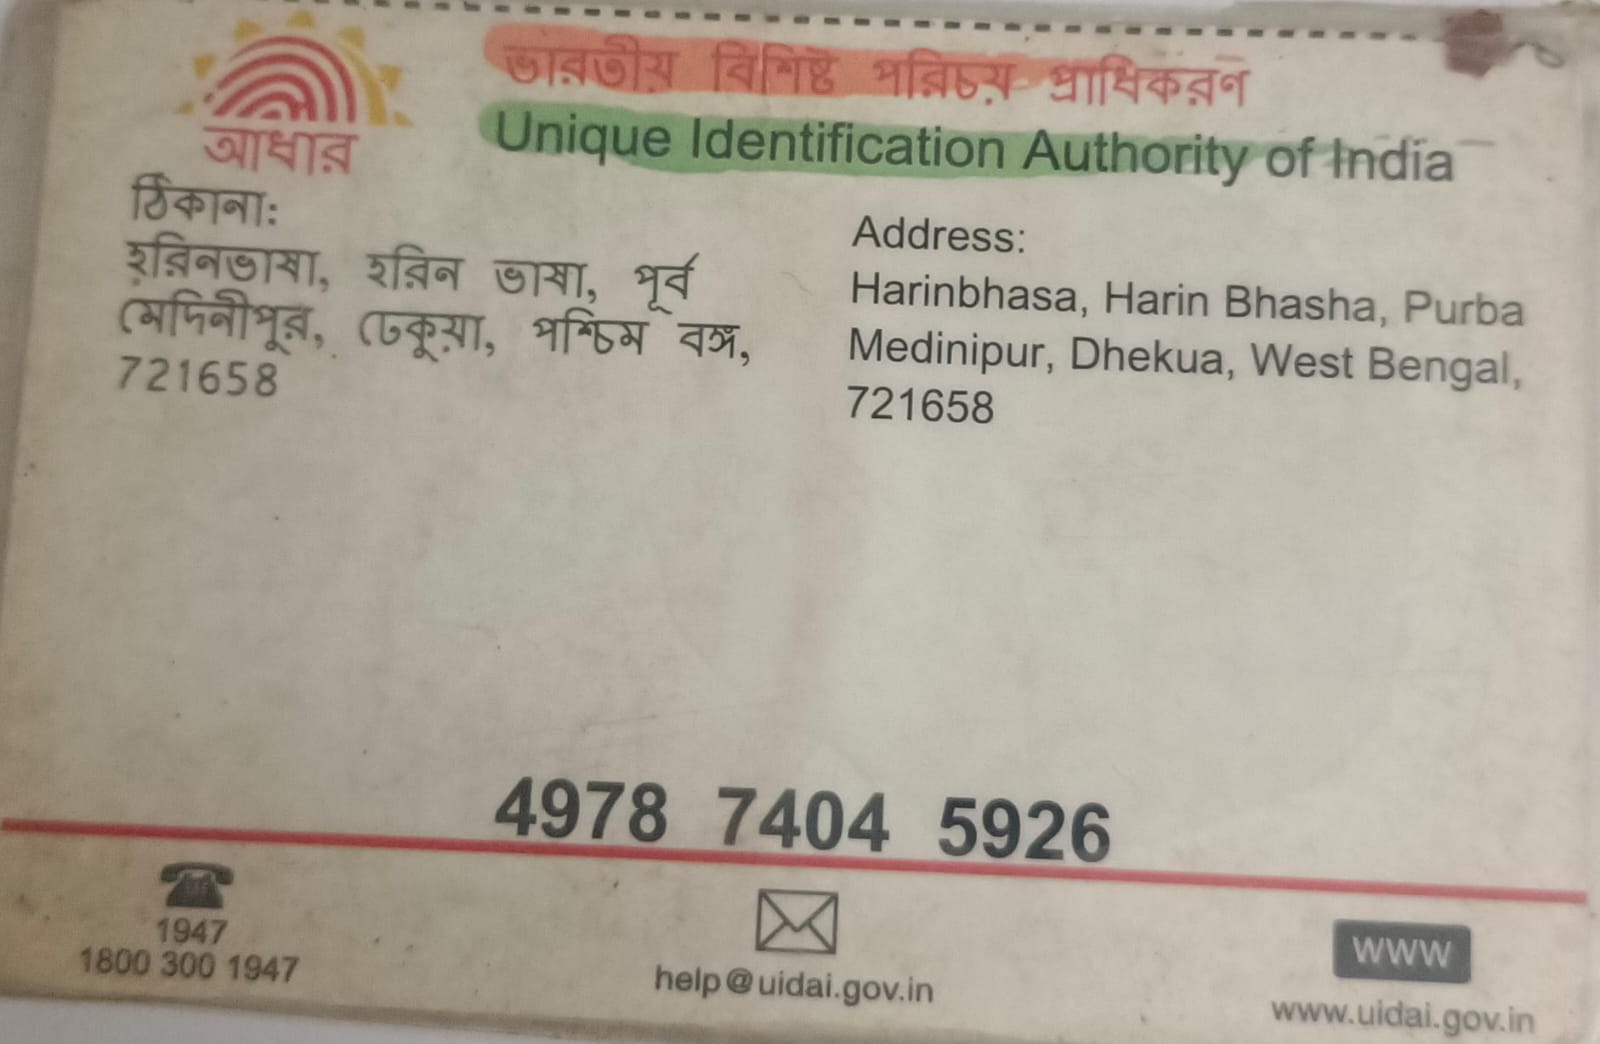 ভারতীয় বিশিষ্ট পরিচয় প্রাধিকরণ
Unique Identification Authority of India
আধার
ঠিকানা:
হরিনভাষা, হরিন ভাষা, পূর্ব
মেদিনীপুর, ঢেকুয়া, পশ্চিম বঙ্গ,
721658
Address:
Harinbhasa, Harin Bhasha, Purba
Medinipur, Dhekua, West Bengal,
721658
4978 7404 5926
1947
1800 300 1947
help@uidai.gov.in
www
www.uidai.gov.in